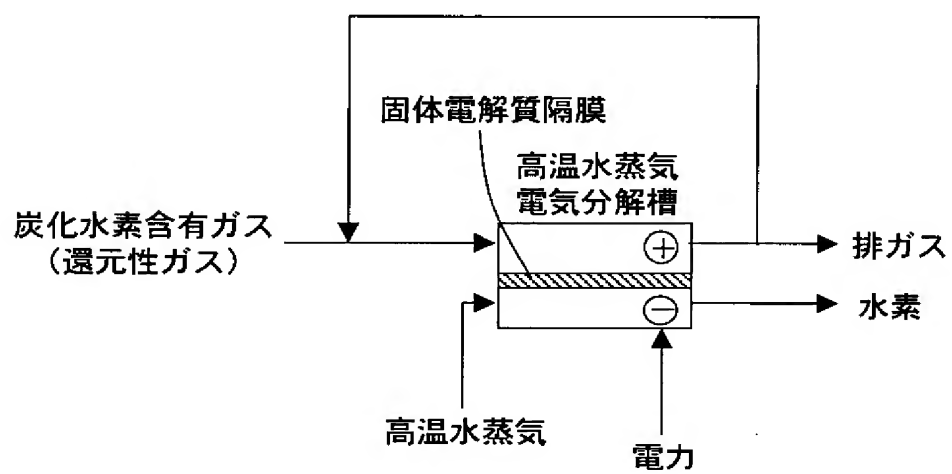 固体電解質隔膜
高温水蒸気
電気分解槽
炭化水素含有ガス
（還元性ガス）
＋
排ガス
－
水素
高温水蒸気
電力